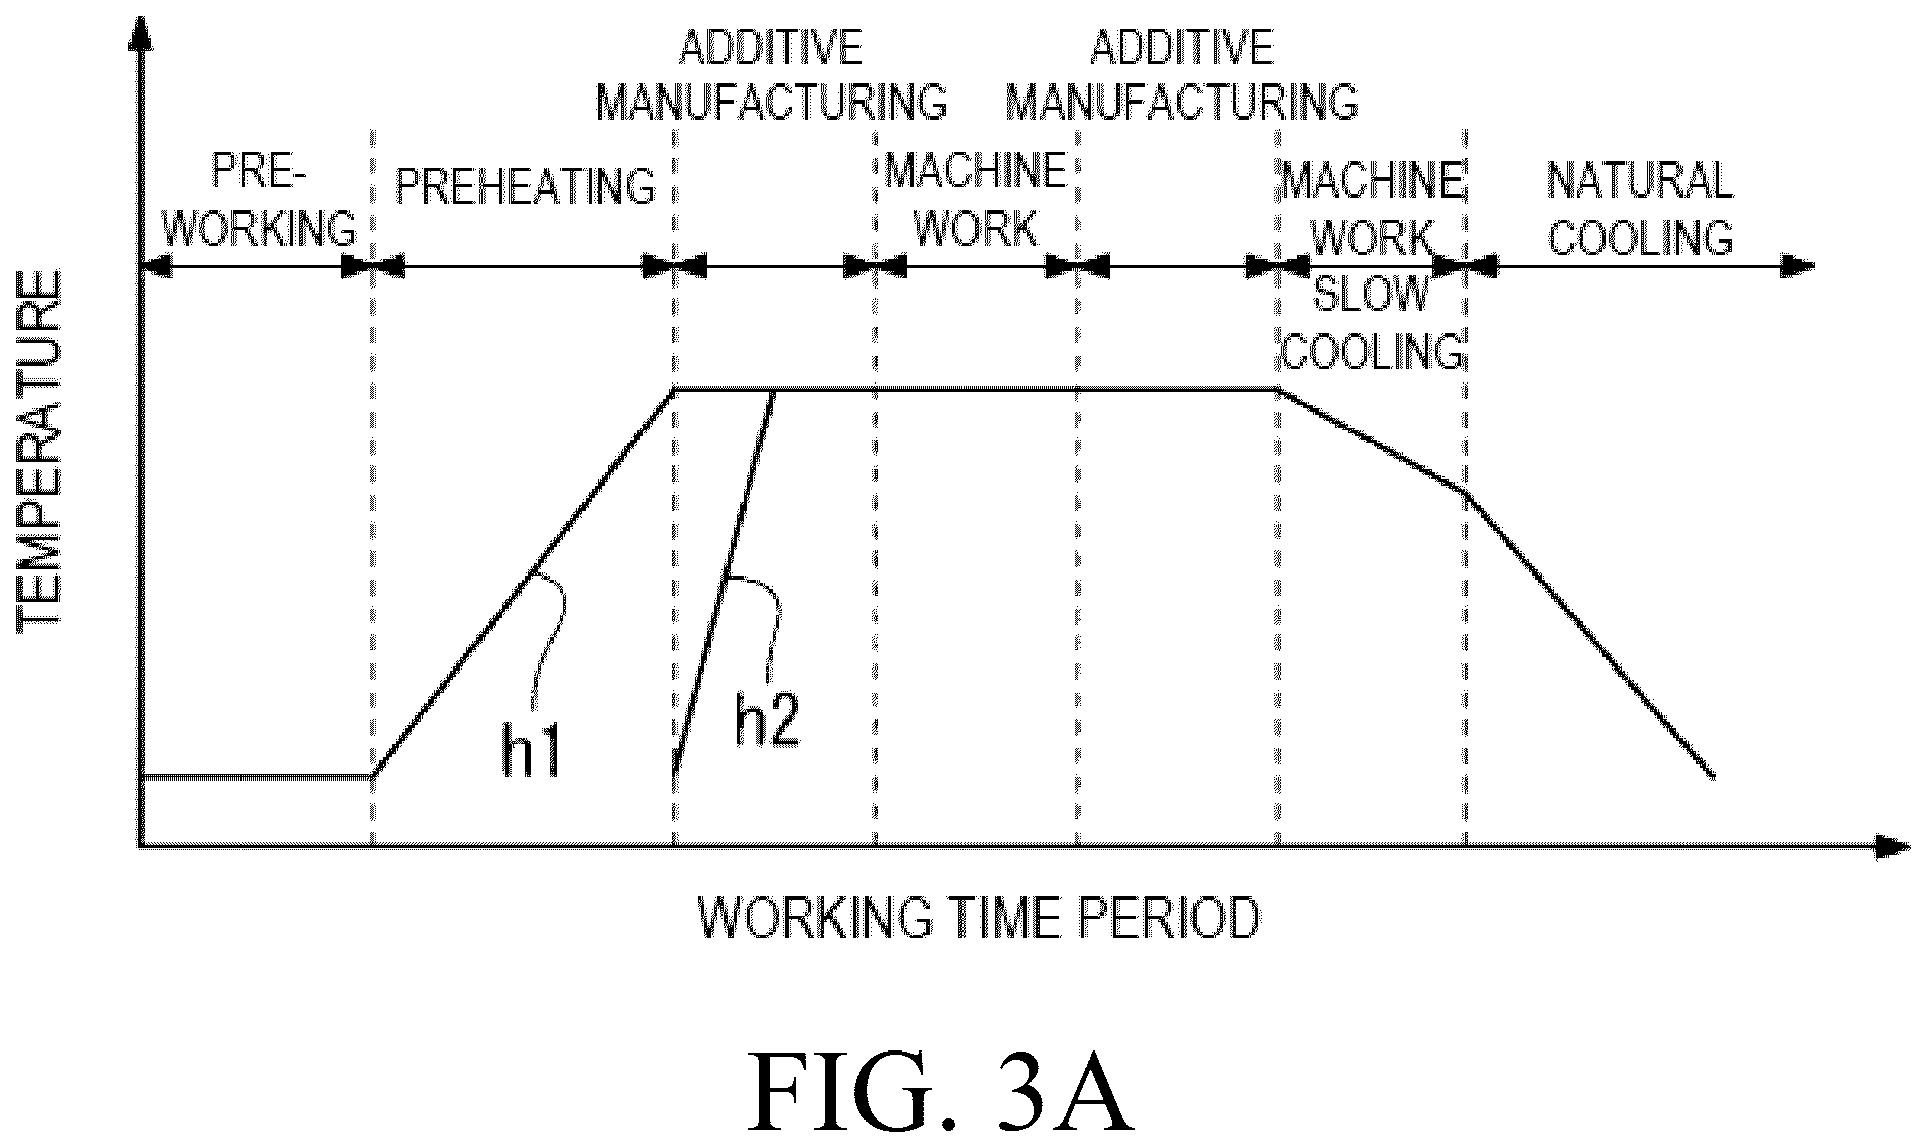 TEMPERATURE
PRE-
WORKING
PREHEATING
ADDITIVE
MANUFACTURING
MACHINE
WORK
ADDITIVE
MANUFACTURING
MACHINE
WORK
SLOW
COOLING
NATURAL
COOLING
h1
h2
WORKING TIME PERIOD
FIG. 3A